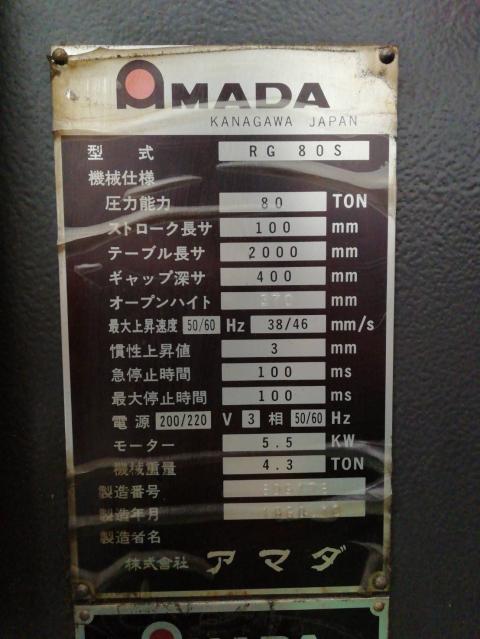 AMADA
KANAGAWA JAPAN
型式 RG 80S
機械仕様
圧力能力 80 TON
ストローク長サ 100 mm
テーブル長サ 2000 mm
ギャップ深サ 400 mm
オープンハイト 370 mm
最大上昇速度 50/60 Hz 38/46 mm/s
慣性上昇値 3 mm
急停止時間 100 ms
最大停止時間 100 ms
電源 200/220 V 3 相 50/60 Hz
モーター 5.5 KW
機械重量 4.3 TON
製造番号
製造年月
製造者名
株式会社 アマダ
AMADA